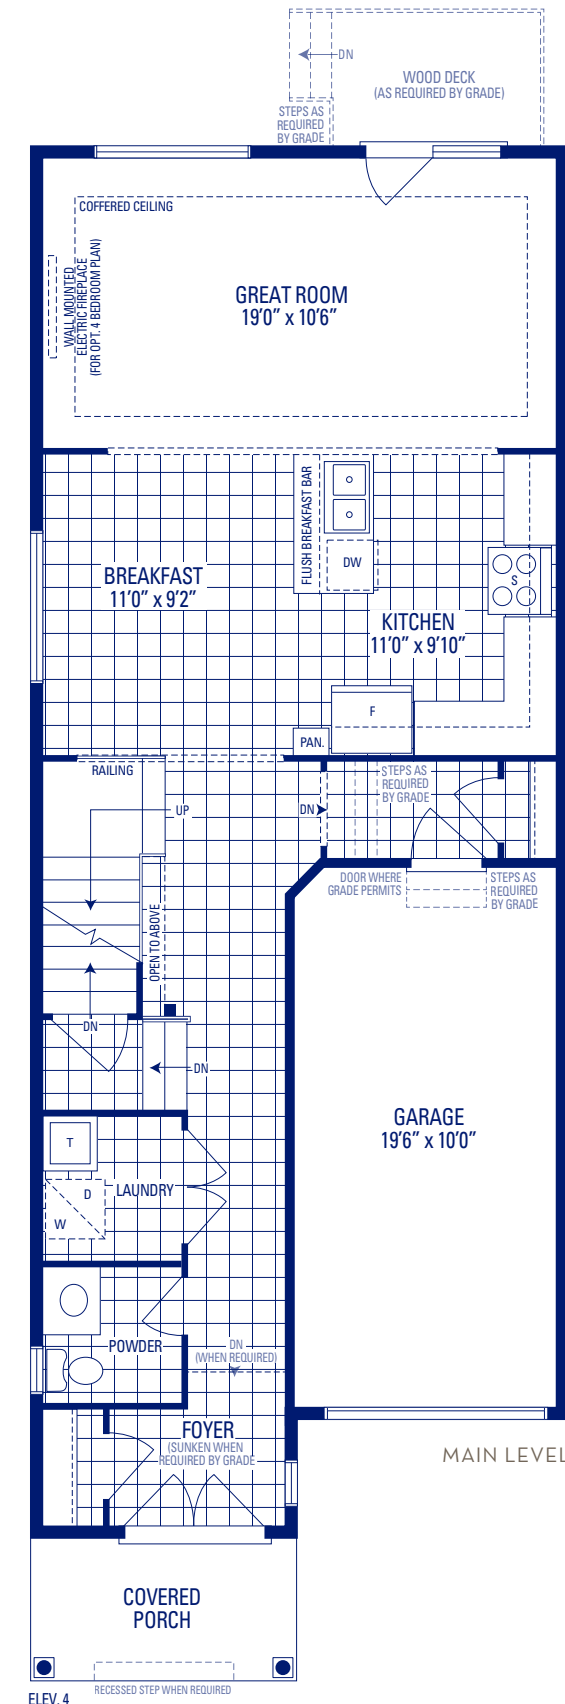 DN
WOOD DECK
(AS REQUIRED BY GRADE)
STEPS AS
REQUIRED
BY GRADE
COFFERED CEILING
WALL MOUNTED
ELECTRIC FIREPLACE
(FOR OPT. 4 BEDROOM PLAN)
GREAT ROOM
19'0" x 10'6"
FLUSH BREAKFAST BAR
DW
S
BREAKFAST
11'0" x 9'2"
KITCHEN
11'0" x 9'10"
F
PAN.
RAILING
STEPS AS
REQUIRED
BY GRADE
UP
DN
DOOR WHERE
GRADE PERMITS
STEPS AS
REQUIRED
BY GRADE
OPEN TO ABOVE
DN
DN
GARAGE
19'6" x 10'0"
T
LAUNDRY
D
W
POWDER
DN
(WHEN REQUIRED)
FOYER
(SUNKEN WHEN
REQUIRED BY GRADE
MAIN LEVEL
COVERED
PORCH
RECESSED STEP WHEN REQUIRED
ELEV. 4